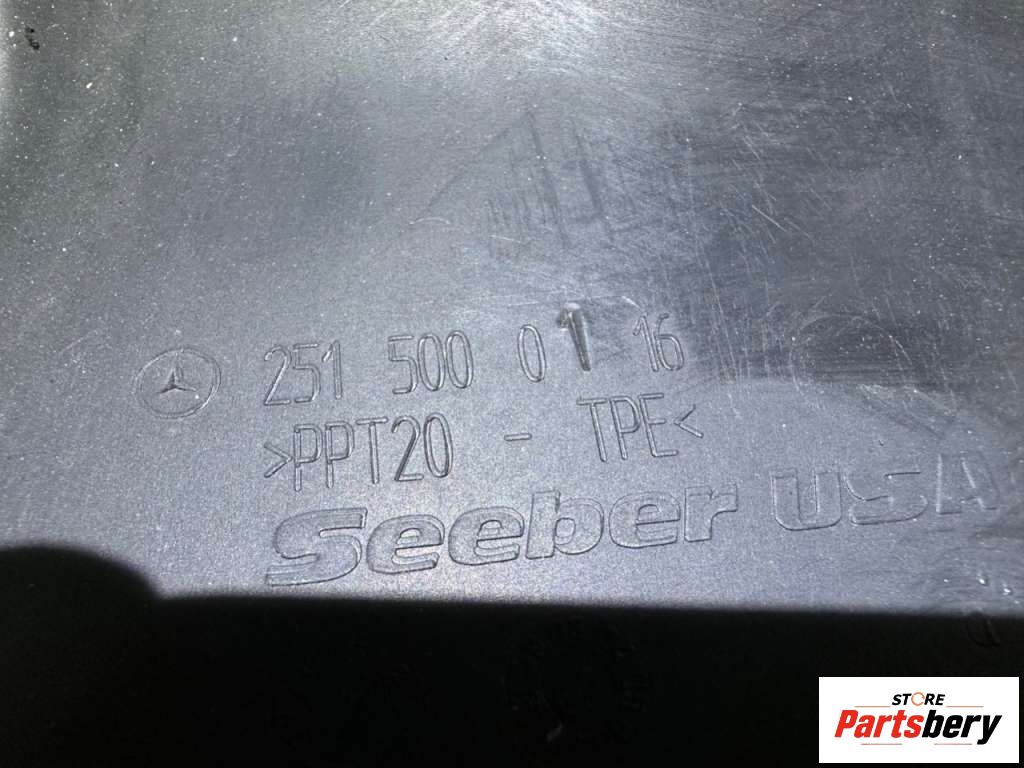 251 500 01 16
>PPT20 - TPE<
Seeber USA
STORE
Partsbery